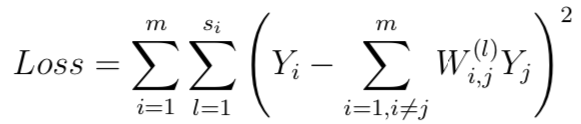 $Loss = \sum_{i=1}^{m} \sum_{l=1}^{s_i} \left( Y_i - \sum_{i=1, i \neq j}^{m} W_{i,j}^{(l)} Y_j \right)^2$